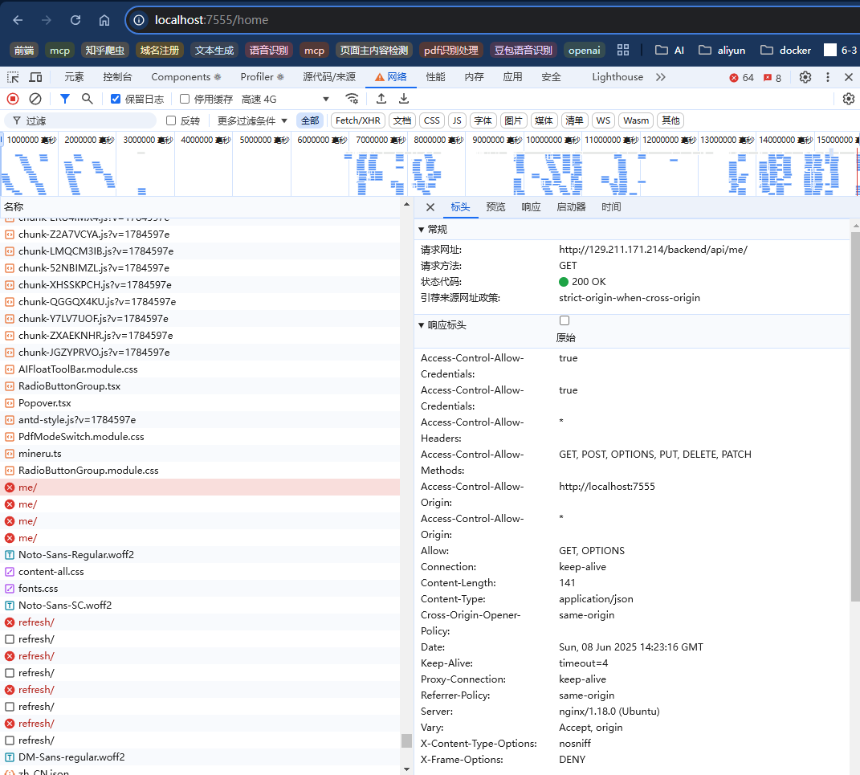 localhost:7555/home
前端 mcp 知乎爬虫 域名注册 文本生成 语音识别 mcp 页面主内容检测 pdf识别处理 豆包语音识别 openai AI aliyun docker 6-3
元素 控制台 Components Profiler 源代码/来源 网络 性能 内存 应用 安全 Lighthouse 64 8
保留日志 停用缓存 高速 4G
过滤 反转 更多过滤条件 全部 Fetch/XHR 文档 CSS JS 字体 图片 媒体 清单 WS Wasm 其他
1000000 毫秒 2000000 毫秒 3000000 毫秒 4000000 毫秒 5000000 毫秒 6000000 毫秒 7000000 毫秒 8000000 毫秒 9000000 毫秒 10000000 毫秒 11000000 毫秒 12000000 毫秒 13000000 毫秒 14000000 毫秒 15000000
名称
chunk-Z2A7VCYA.js?v=1784597e
chunk-LMQCM3IB.js?v=1784597e
chunk-52NBIMZL.js?v=1784597e
chunk-XHSSKPCH.js?v=1784597e
chunk-QGGQX4KU.js?v=1784597e
chunk-Y7LV7UOF.js?v=1784597e
chunk-ZXAEKNHR.js?v=1784597e
chunk-JGZYPRVO.js?v=1784597e
AIFloatToolBar.module.css
RadioButtonGroup.tsx
Popover.tsx
antd-style.js?v=1784597e
PdfModeSwitch.module.css
mineru.ts
RadioButtonGroup.module.css
me/
me/
me/
me/
Noto-Sans-Regular.woff2
content-all.css
fonts.css
Noto-Sans-SC.woff2
refresh/
refresh/
refresh/
refresh/
refresh/
refresh/
refresh/
refresh/
DM-Sans-regular.woff2
zh_CN.json
标头 预览 响应 启动器 时间
常规
请求网址: http://129.211.171.214/backend/api/me/
请求方法: GET
状态代码: 200 OK
引荐来源网址政策: strict-origin-when-cross-origin
响应标头
原始
Access-Control-Allow- true
Credentials:
Access-Control-Allow- true
Credentials:
Access-Control-Allow- *
Headers:
Access-Control-Allow- GET, POST, OPTIONS, PUT, DELETE, PATCH
Methods:
Access-Control-Allow- http://localhost:7555
Origin:
Access-Control-Allow- *
Origin:
Allow: GET, OPTIONS
Connection: keep-alive
Content-Length: 141
Content-Type: application/json
Cross-Origin-Opener- same-origin
Policy:
Date: Sun, 08 Jun 2025 14:23:16 GMT
Keep-Alive: timeout=4
Proxy-Connection: keep-alive
Referrer-Policy: same-origin
Server: nginx/1.18.0 (Ubuntu)
Vary: Accept, origin
X-Content-Type-Options: nosniff
X-Frame-Options: DENY